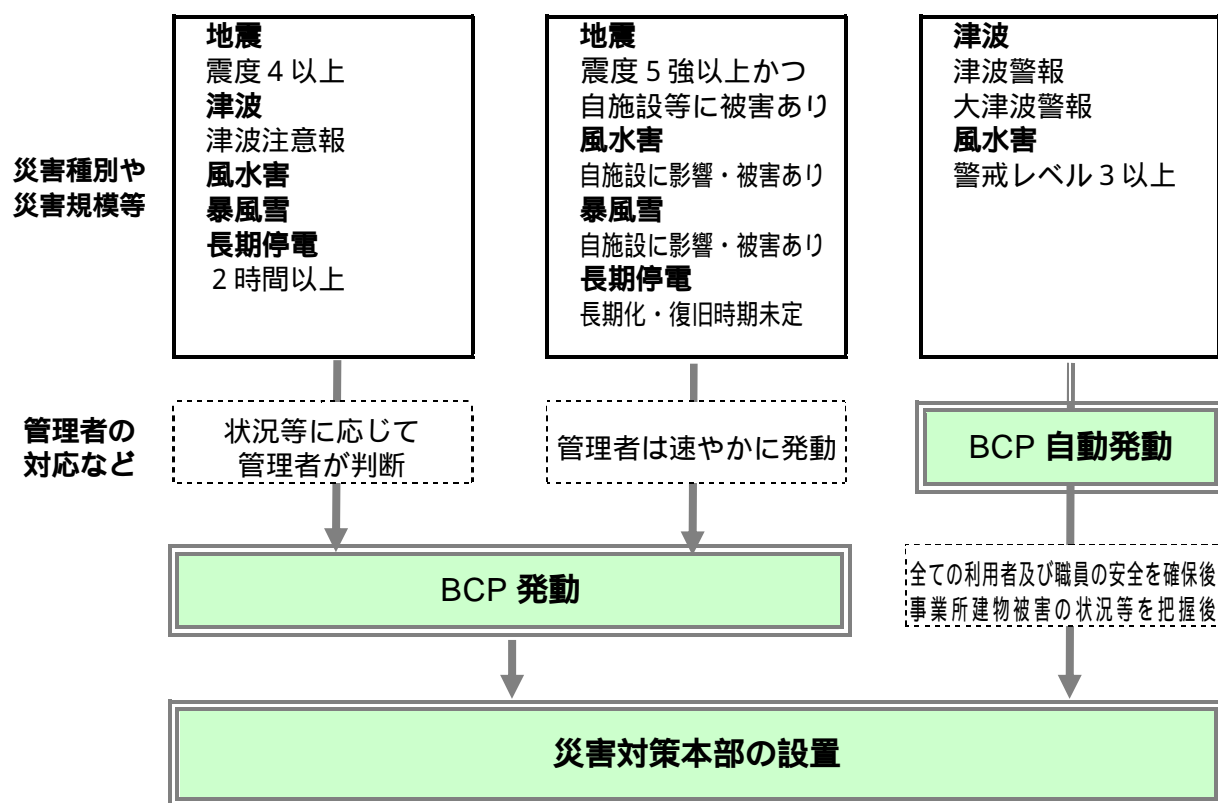 災害種別や
災害規模等
地震
震度４以上
津波
津波注意報
風水害
暴風雪
長期停電
２時間以上
地震
震度５強以上かつ
自施設等に被害あり
風水害
自施設に影響・被害あり
暴風雪
自施設に影響・被害あり
長期停電
長期化・復旧時期未定
津波
津波警報
大津波警報
風水害
警戒レベル３以上
管理者の
対応など
状況等に応じて
管理者が判断
管理者は速やかに発動
BCP 自動発動
BCP 発動
全ての利用者及び職員の安全を確保後
事業所建物被害の状況等を把握後
災害対策本部の設置